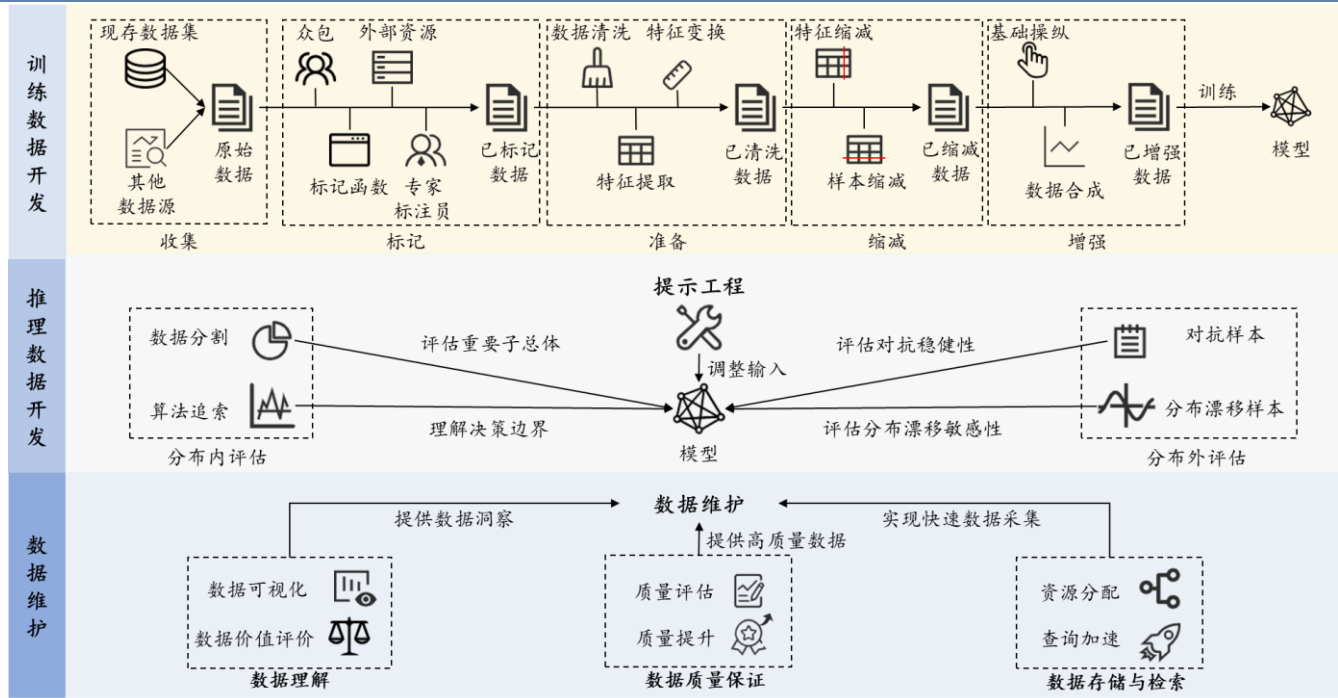 训练数据开发
现存数据集
其他
数据源
原始
数据
收集
众包
外部资源
标记函数
专家
标注员
已标记
数据
标记
数据清洗
特征变换
特征提取
已清洗
数据
准备
特征缩减
样本缩减
已缩减
数据
缩减
基础操纵
数据合成
已增强
数据
增强
训练
模型
推理数据开发
提示工程
调整输入
模型
数据分割
算法追索
分布内评估
评估重要子总体
理解决策边界
评估对抗稳健性
评估分布漂移敏感性
对抗样本
分布漂移样本
分布外评估
数据维护
数据维护
提供数据洞察
提供高质量数据
实现快速数据采集
数据可视化
数据价值评价
数据理解
质量评估
质量提升
数据质量保证
资源分配
查询加速
数据存储与检索